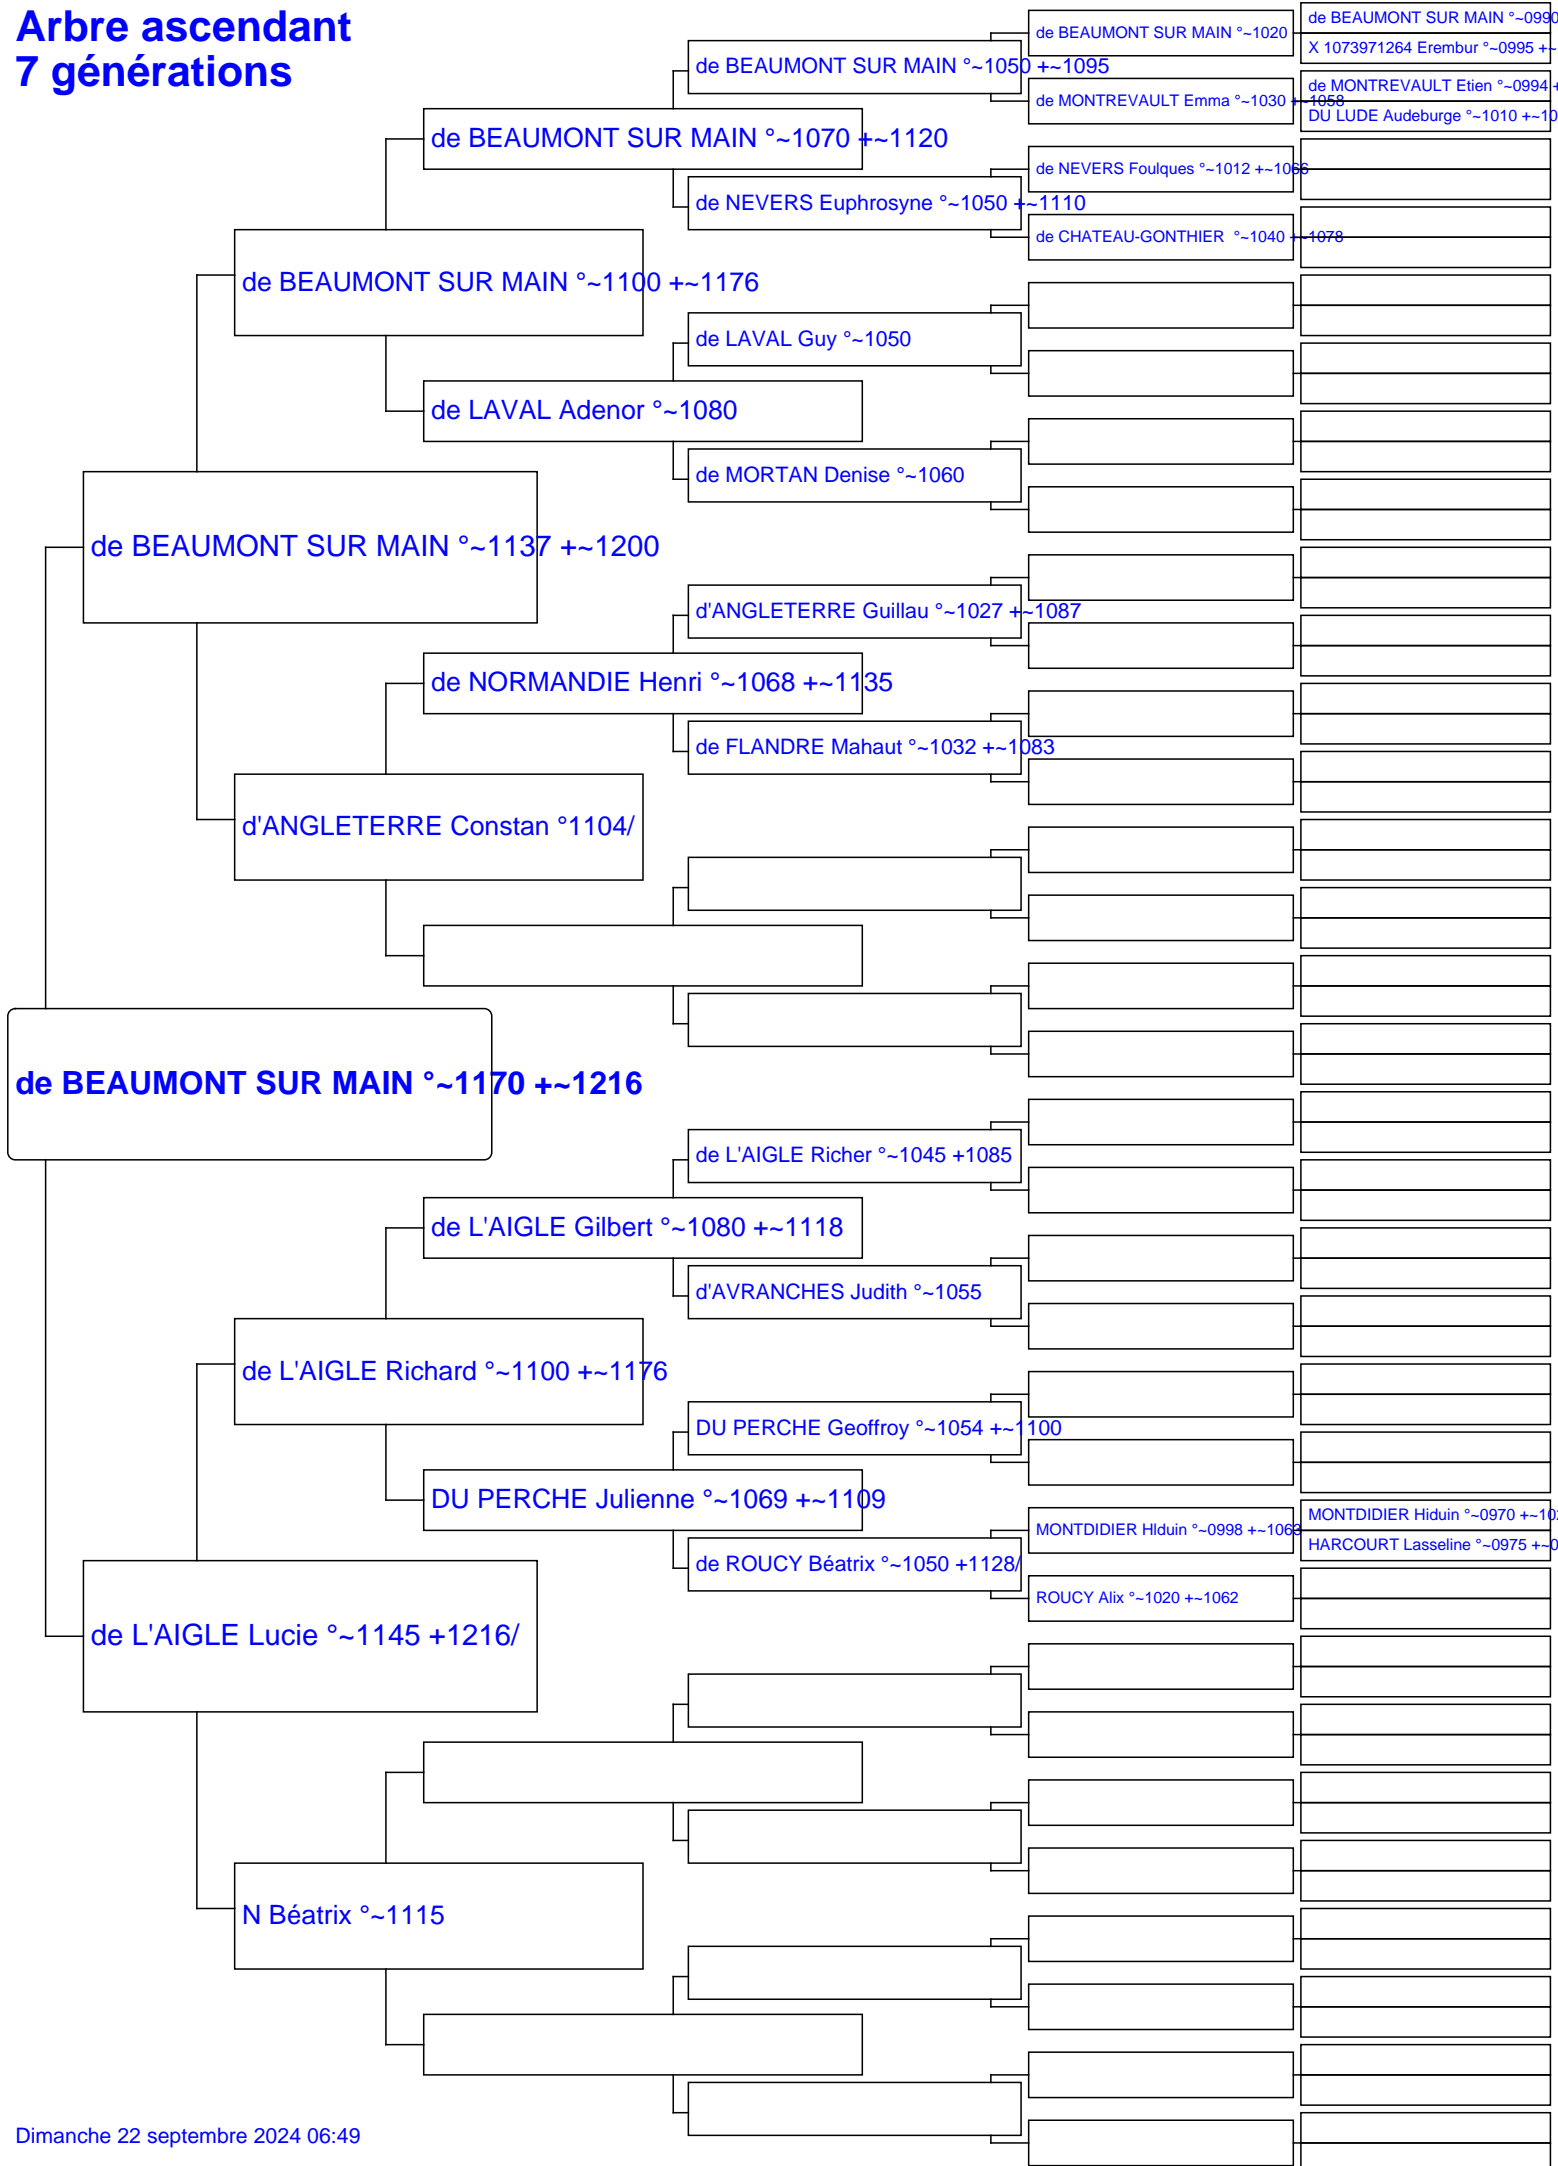 Arbre ascendant
7 générations
de BEAUMONT SUR MAIN °~1170 +~1216
de BEAUMONT SUR MAIN °~1137 +~1200
de L'AIGLE Lucie °~1145 +1216/
de BEAUMONT SUR MAIN °~1100 +~1176
d'ANGLETERRE Constan °1104/
de L'AIGLE Richard °~1100 +~1176
N Béatrix °~1115
de BEAUMONT SUR MAIN °~1070 +~1120
de LAVAL Adenor °~1080
de NORMANDIE Henri °~1068 +~1135
de L'AIGLE Gilbert °~1080 +~1118
DU PERCHE Julienne °~1069 +~1109
de BEAUMONT SUR MAIN °~1050 +~1095
de NEVERS Euphrosyne °~1050 +~1110
de LAVAL Guy °~1050
de MORTAN Denise °~1060
d'ANGLETERRE Guillau °~1027 +~1087
de FLANDRE Mahaut °~1032 +~1083
de L'AIGLE Richer °~1045 +1085
d'AVRANCHES Judith °~1055
DU PERCHE Geoffroy °~1054 +~1100
de ROUCY Béatrix °~1050 +1128/
de BEAUMONT SUR MAIN °~1020
de MONTREVAULT Emma °~1030 +~1058
de NEVERS Foulques °~1012 +~1066
de CHATEAU-GONTHIER °~1040 +~1078
MONTDIDIER HIduin °~0998 +~1063
ROUCY Alix °~1020 +~1062
de BEAUMONT SUR MAIN °~0990
X 1073971264 Erembur °~0995 +~
de MONTREVAULT Etien °~0994 +
DU LUDE Audeburge °~1010 +~10
MONTDIDIER Hiduin °~0970 +~10
HARCOURT Lasseline °~0975 +~0
Dimanche 22 septembre 2024 06:49